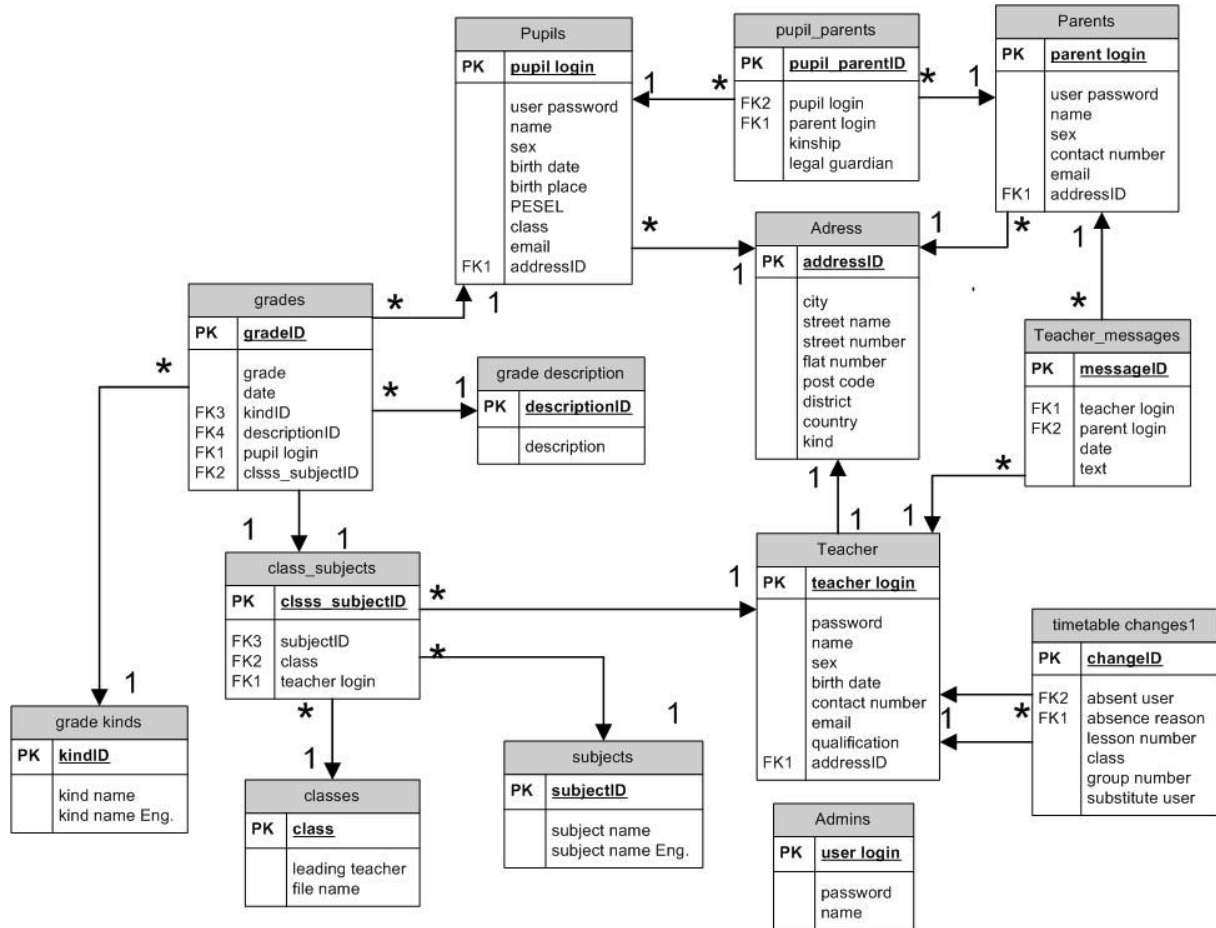 Pupils
PK pupil login
user password
name
sex
birth date
birth place
PESEL
class
email
FK1 addressID
1
*
pupil_parents
PK pupil_parentID
FK2 pupil login
FK1 parent login
kinship
legal guardian
*
1
Parents
PK parent login
user password
name
sex
contact number
email
FK1 addressID
*
1
1
*
1
Adress
PK addressID
city
street name
street number
flat number
post code
district
country
kind
1
*
Teacher_messages
PK messageID
FK1 teacher login
FK2 parent login
date
text
*
1
grades
PK gradeID
grade
date
FK3 kindID
FK4 descriptionID
FK1 pupil login
FK2 clsss_subjectID
*
1
*
*
1
grade description
PK descriptionID
description
1
1
class_subjects
PK clsss_subjectID
FK3 subjectID
FK2 class
FK1 teacher login
*
1
*
1
*
1
1
1
Teacher
PK teacher login
password
name
sex
birth date
contact number
email
qualification
FK1 addressID
1
*
timetable changes1
PK changeID
FK2 absent user
FK1 absence reason
lesson number
class
group number
substitute user
1
grade kinds
PK kindID
kind name
kind name Eng.
classes
PK class
leading teacher
file name
subjects
PK subjectID
subject name
subject name Eng.
Admins
PK user login
password
name